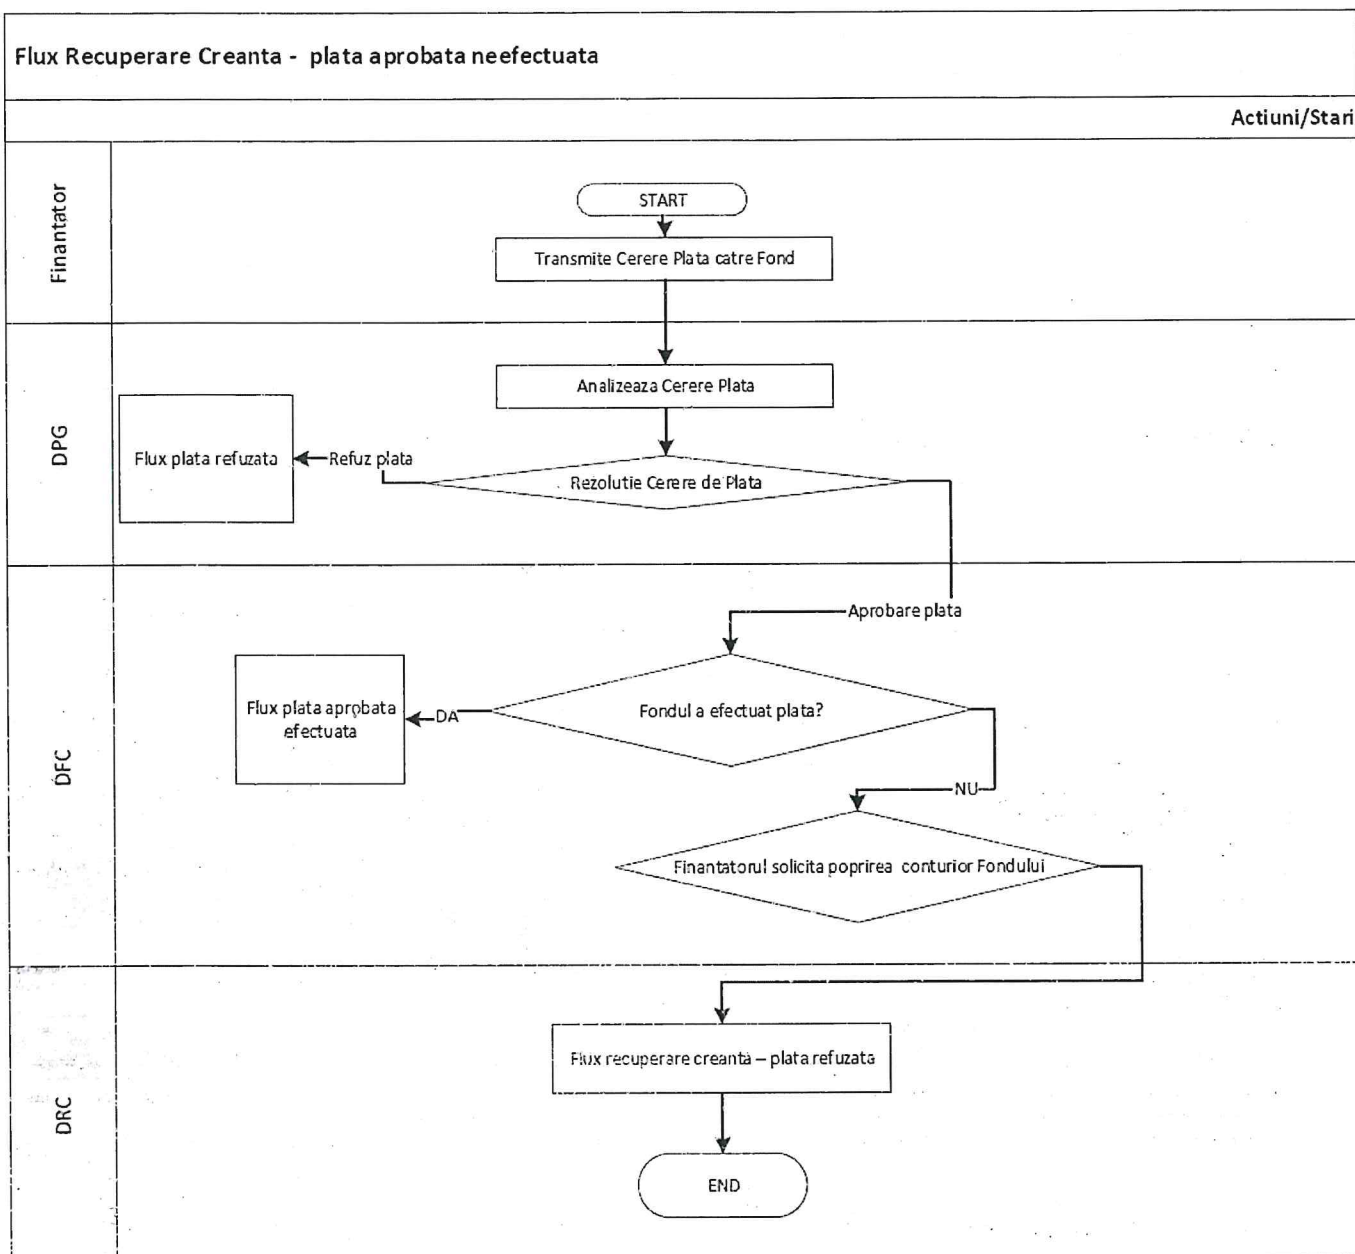 Flux Recuperare Creanta - plata aprobata neefectuata
Actiuni/Stari
Finantator
START
Transmite Cerere Plata catre Fond
DPG
Analizeaza Cerere Plata
Flux plata refuzata
Refuz plata
Rezolutie Cerere de Plata
DFC
Aprobare plata
Flux plata aprobata
efectuata
DA
Fondul a efectuat plata?
NU
Finantatorul solicita poprirea conturior Fondului
DRC
Flux recuperare creanta – plata refuzata
END